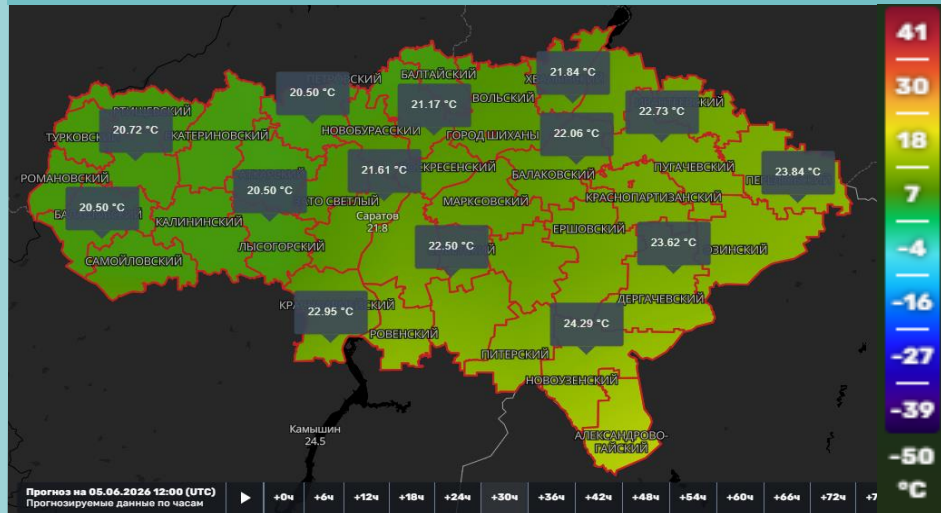 БАЛТАЙСКИЙ
21.84 °C
20.50 °C
21.17 °C
ВОЛЬСКИЙ
22.73 °C
20.72 °C
НОВОБУРАССКИЙ
ГОРОД ШИХАНЫ
22.06 °C
21.61 °C
ПУГАЧЕВСКИЙ
23.84 °C
РОМАНОВСКИЙ
БАЛАКОВСКИЙ
20.50 °C
20.50 °C
МАРКСОВСКИЙ
КРАСНОПАРТИЗАНСКИЙ
КАЛИНИНСКИЙ
Саратов
21.8
ЕРШОВСКИЙ
ЛЫСОГОРСКИЙ
22.50 °C
23.62 °C
САМОЙЛОВСКИЙ
ДЕРГАЧЕВСКИЙ
22.95 °C
24.29 °C
РОВЕНСКИЙ
ПИТЕРСКИЙ
НОВОУЗЕНСКИЙ
Камышин
24.5
АЛЕКСАНДРОВО-
ГАЙСКИЙ
41
30
18
7
-4
-16
-27
-39
-50
°C
Прогноз на 05.06.2026 12:00 (UTC)
Прогнозируемые данные по часам
+0ч +6ч +12ч +18ч +24ч +30ч +36ч +42ч +48ч +54ч +60ч +66ч +72ч